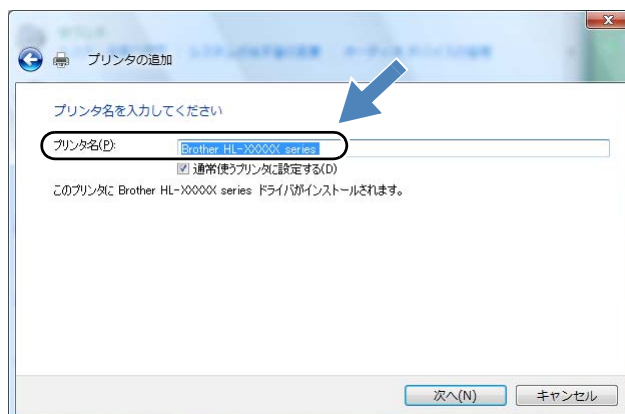 プリンタの追加
プリンタ名を入力してください
プリンタ名(P): Brother HL-XXXXX series
通常使うプリンタに設定する(D)
このプリンタに Brother HL-XXXXX series ドライバがインストールされます。
次へ(N) キャンセル